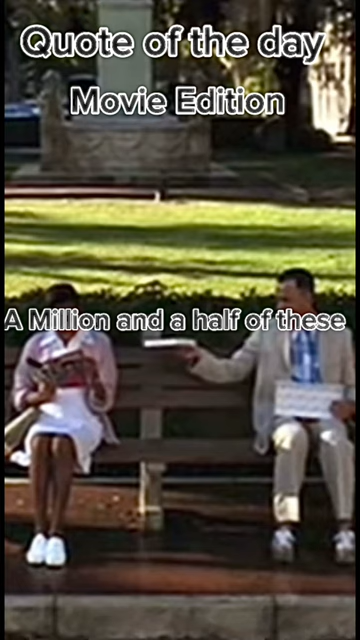 Quote of the day
Movie Edition
A Million and a half of these